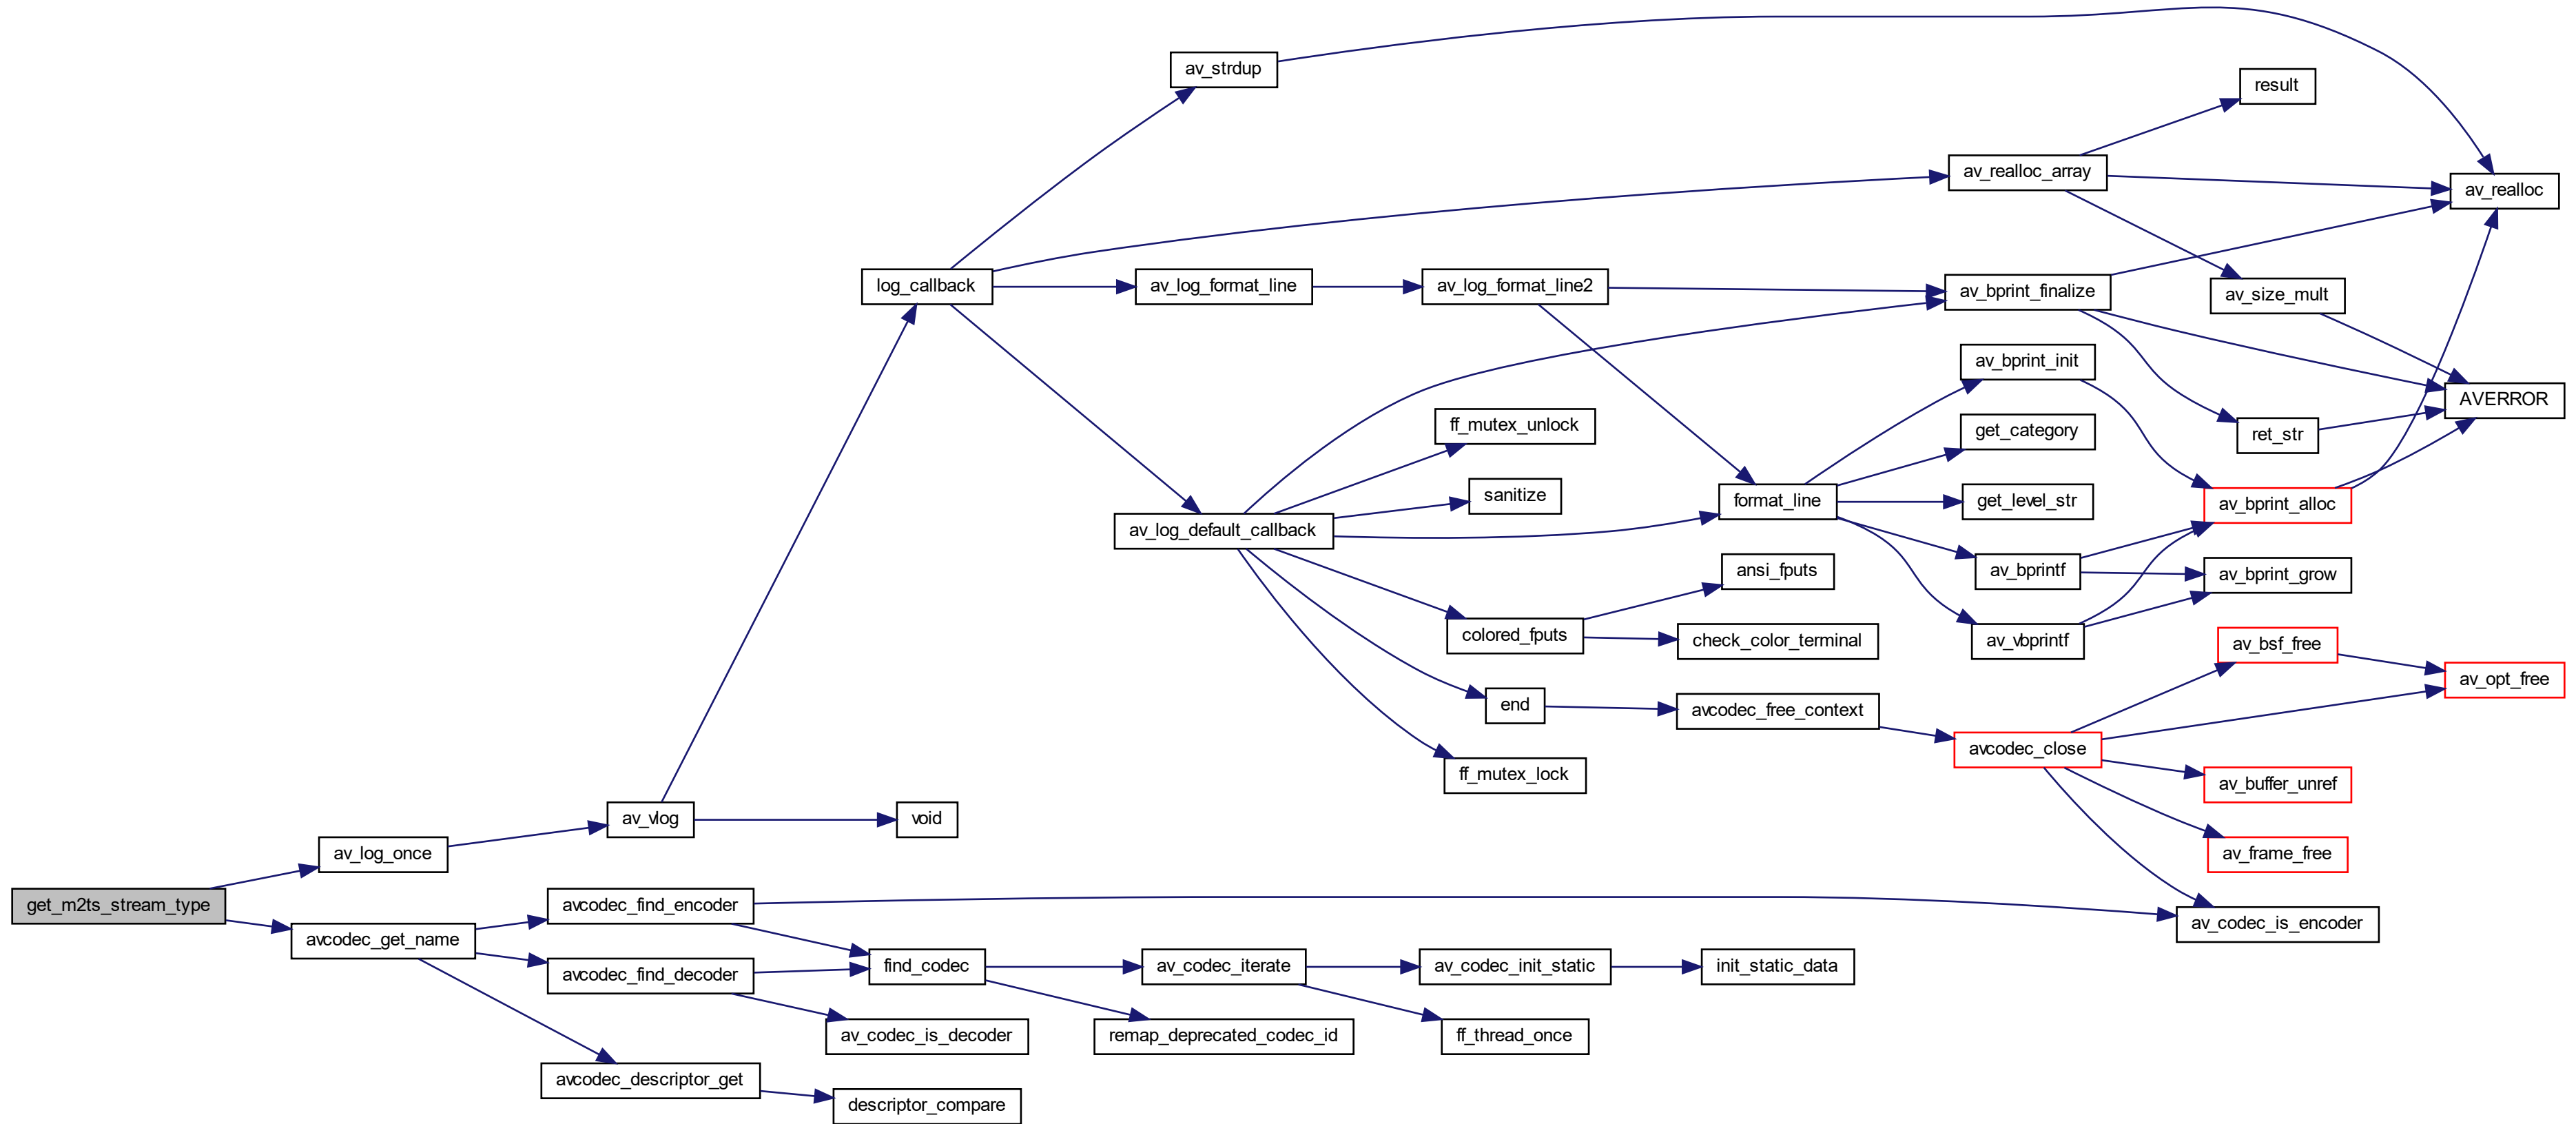 av_strdup
result
av_realloc_array
av_realloc
log_callback
av_log_format_line
av_log_format_line2
av_bprint_finalize
av_size_mult
av_bprint_init
AVERROR
ff_mutex_unlock
get_category
ret_str
sanitize
format_line
get_level_str
av_bprint_alloc
av_log_default_callback
ansi_fputs
av_bprintf
av_bprint_grow
colored_fputs
check_color_terminal
av_vbprintf
av_bsf_free
av_opt_free
end
avcodec_free_context
avcodec_close
ff_mutex_lock
av_buffer_unref
av_vlog
void
av_log_once
av_frame_free
get_m2ts_stream_type
avcodec_find_encoder
av_codec_is_encoder
avcodec_get_name
avcodec_find_decoder
find_codec
av_codec_iterate
av_codec_init_static
init_static_data
av_codec_is_decoder
remap_deprecated_codec_id
ff_thread_once
avcodec_descriptor_get
descriptor_compare